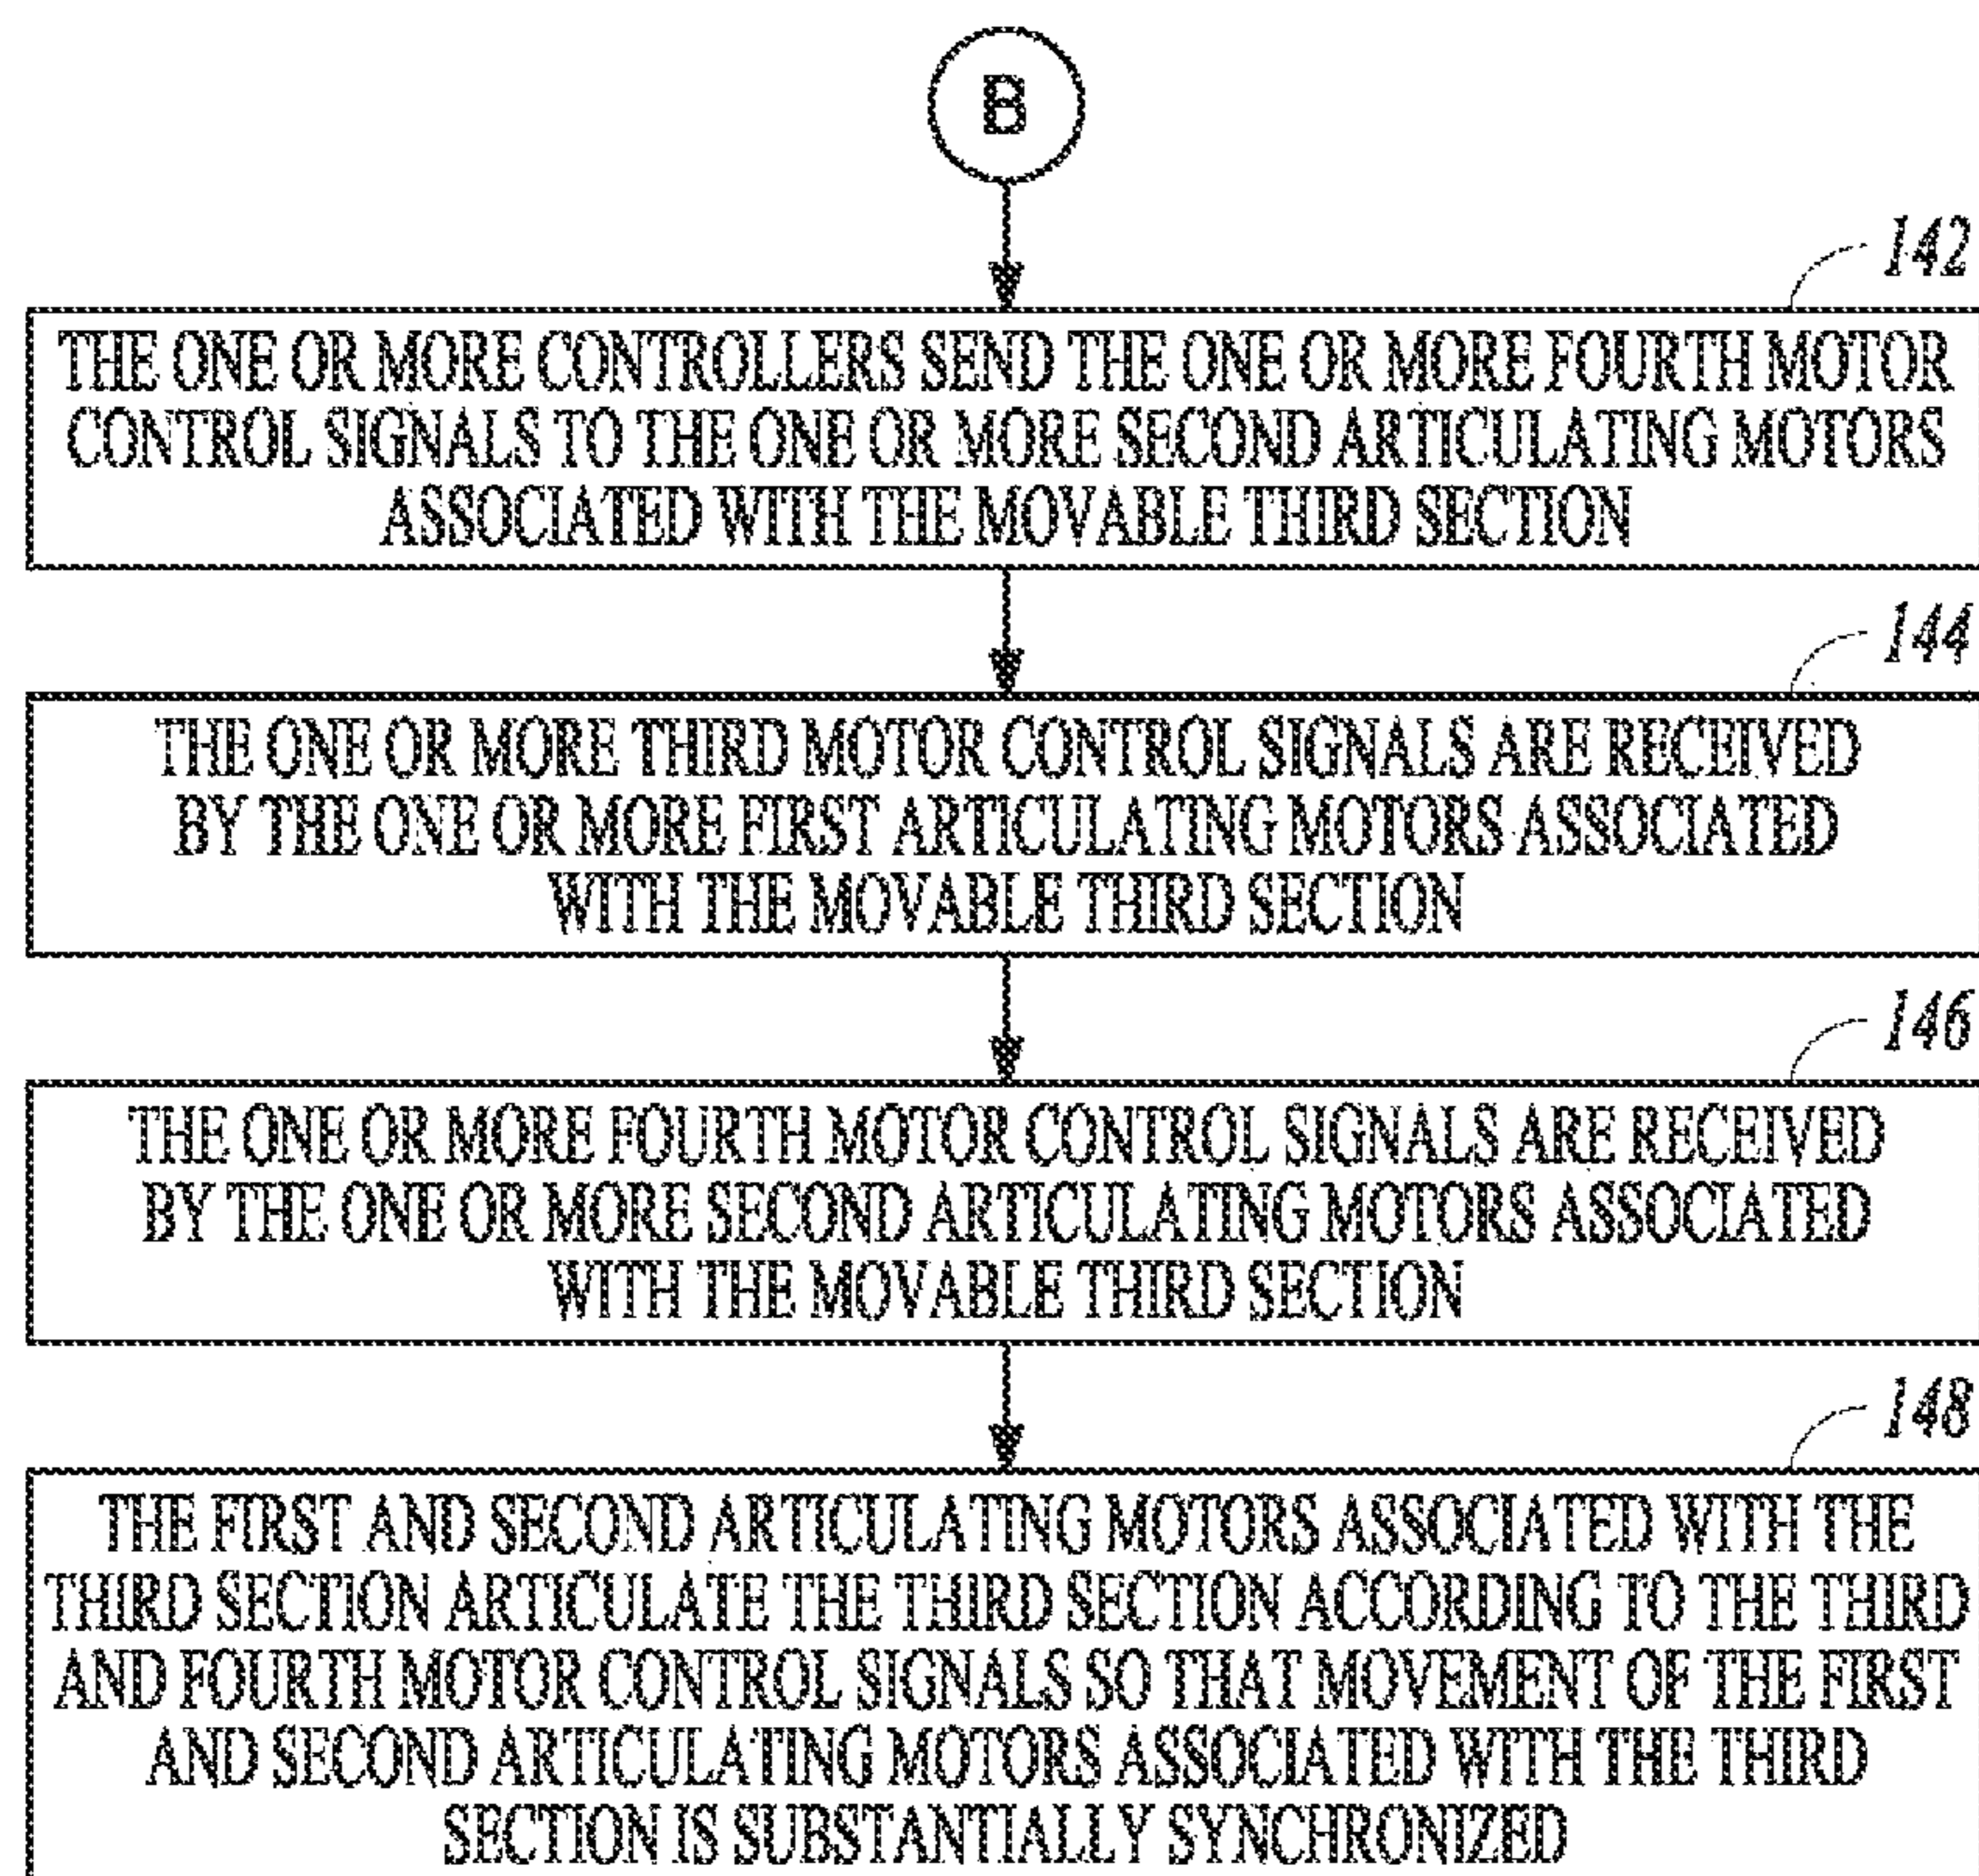 B
142
THE ONE OR MORE CONTROLLERS SEND THE ONE OR MORE FOURTH MOTOR
CONTROL SIGNALS TO THE ONE OR MORE SECOND ARTICULATING MOTORS
ASSOCIATED WITH THE MOVABLE THIRD SECTION
144
THE ONE OR MORE THIRD MOTOR CONTROL SIGNALS ARE RECEIVED
BY THE ONE OR MORE FIRST ARTICULATING MOTORS ASSOCIATED
WITH THE MOVABLE THIRD SECTION
146
THE ONE OR MORE FOURTH MOTOR CONTROL SIGNALS ARE RECEIVED
BY THE ONE OR MORE SECOND ARTICULATING MOTORS ASSOCIATED
WITH THE MOVABLE THIRD SECTION
148
THE FIRST AND SECOND ARTICULATING MOTORS ASSOCIATED WITH THE
THIRD SECTION ARTICULATE THE THIRD SECTION ACCORDING TO THE THIRD
AND FOURTH MOTOR CONTROL SIGNALS SO THAT MOVEMENT OF THE FIRST
AND SECOND ARTICULATING MOTORS ASSOCIATED WITH THE THIRD
SECTION IS SUBSTANTIALLY SYNCHRONIZED